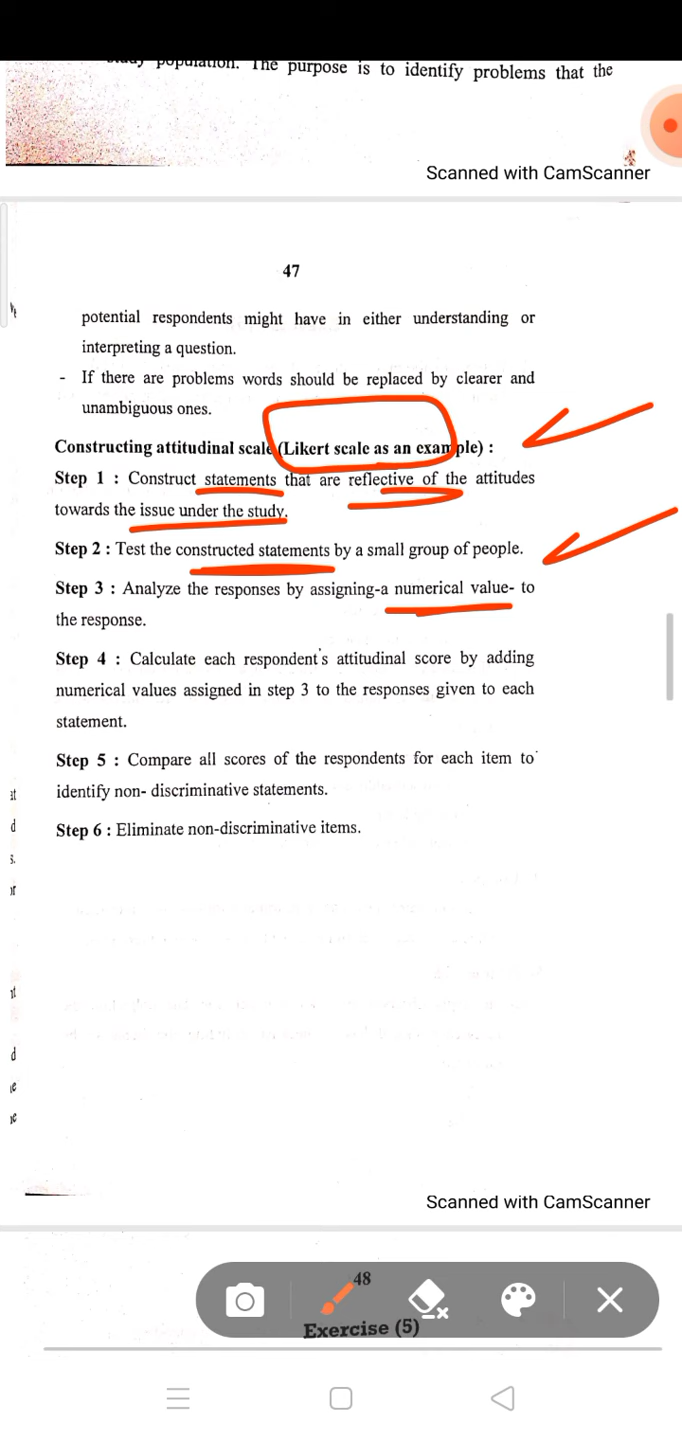 population. The purpose is to identify problems that the
Scanned with CamScanner
47
potential respondents might have in either understanding or
interpreting a question.
- If there are problems words should be replaced by clearer and
unambiguous ones.
Constructing attitudinal scale (Likert scale as an example) :
Step 1 : Construct statements that are reflective of the attitudes
towards the issue under the study.
Step 2 : Test the constructed statements by a small group of people.
Step 3 : Analyze the responses by assigning-a numerical value- to
the response.
Step 4 : Calculate each respondent's attitudinal score by adding
numerical values assigned in step 3 to the responses given to each
statement.
Step 5 : Compare all scores of the respondents for each item to
identify non- discriminative statements.
Step 6 : Eliminate non-discriminative items.
Scanned with CamScanner
48
Exercise (5)